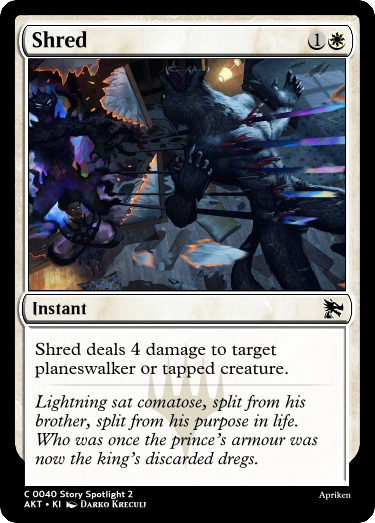 Shred
1
Instant
Shred deals 4 damage to target
planeswalker or tapped creature.
Lightning sat comatose, split from his
brother, split from his purpose in life.
Who was once the prince's armour was
now the king's discarded dregs.
C 0040 Story Spotlight 2
AKT • KI Darko Kreculj
Apriken